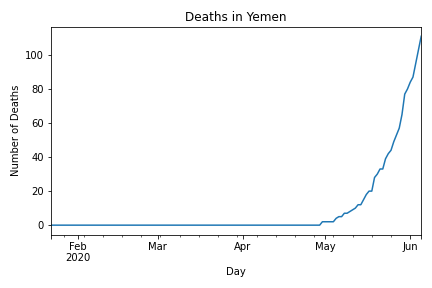 Deaths in Yemen
Number of Deaths
100
80
60
40
20
0
Feb
2020
Mar
Apr
May
Jun
Day